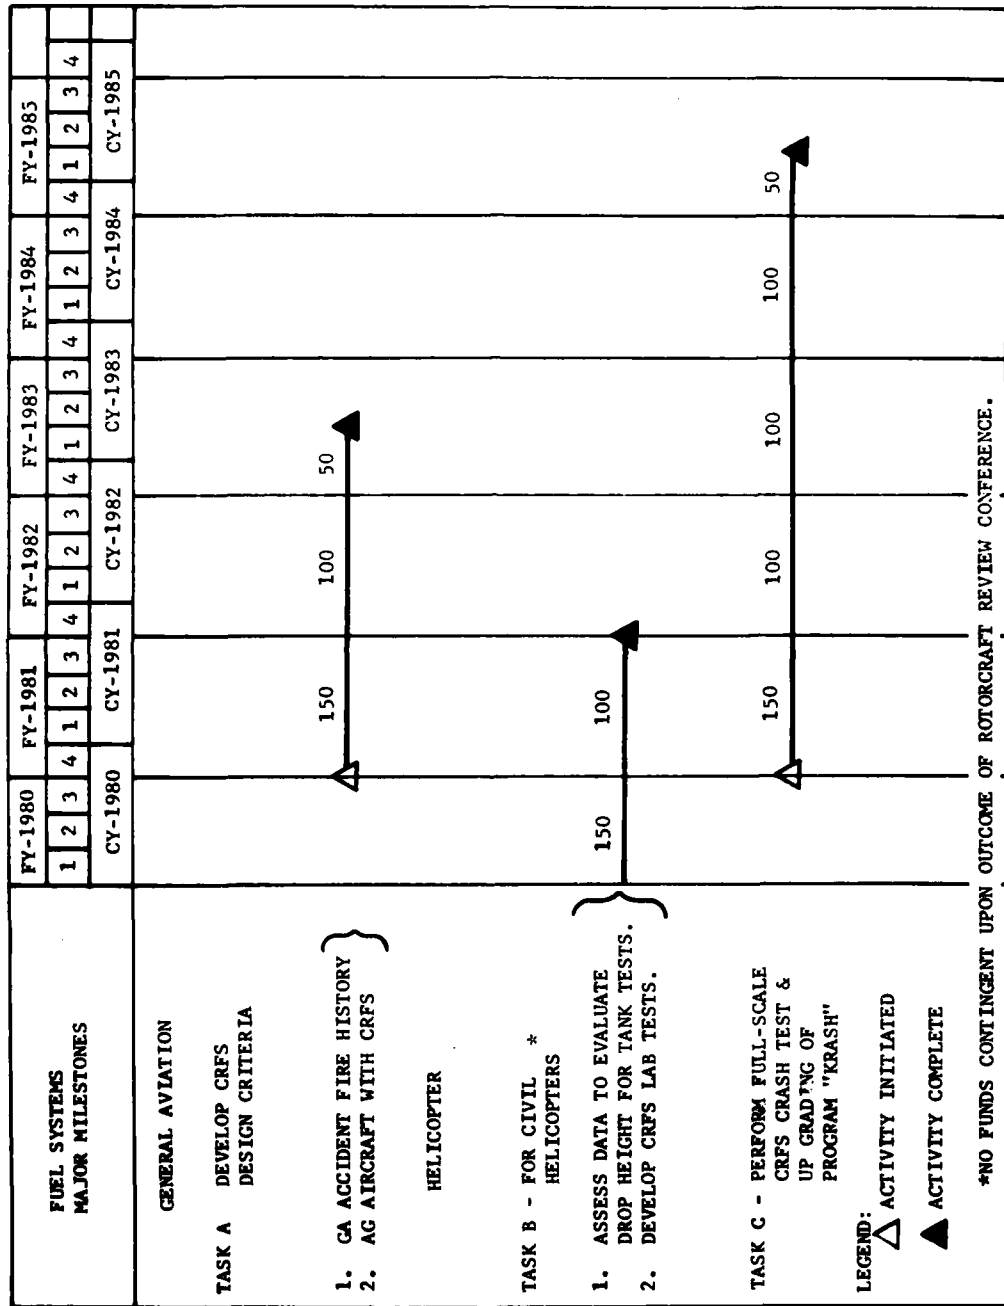 FUEL SYSTEMS
MAJOR MILESTONES
FY-1980 FY-1981 FY-1982 FY-1983 FY-1984 FY-1985
1 2 3 4 1 2 3 4 1 2 3 4 1 2 3 4 1 2 3 4 1 2 3 4
CY-1980 CY-1981 CY-1982 CY-1983 CY-1984 CY-1985
GENERAL AVIATION
TASK A DEVELOP CRFS
DESIGN CRITERIA
1. GA ACCIDENT FIRE HISTORY
2. AG AIRCRAFT WITH CRFS
150 100 50
HELICOPTER
TASK B - FOR CIVIL *
HELICOPTERS
1. ASSESS DATA TO EVALUATE
DROP HEIGHT FOR TANK TESTS.
2. DEVELOP CRFS LAB TESTS.
150 100
TASK C - PERFORM FULL-SCALE
CRFS CRASH TEST &
UP GRADING OF
PROGRAM "KRASH"
150 100 100 100 50
LEGEND:
ACTIVITY INITIATED
ACTIVITY COMPLETE
*NO FUNDS CONTINGENT UPON OUTCOME OF ROTORCRAFT REVIEW CONFERENCE.